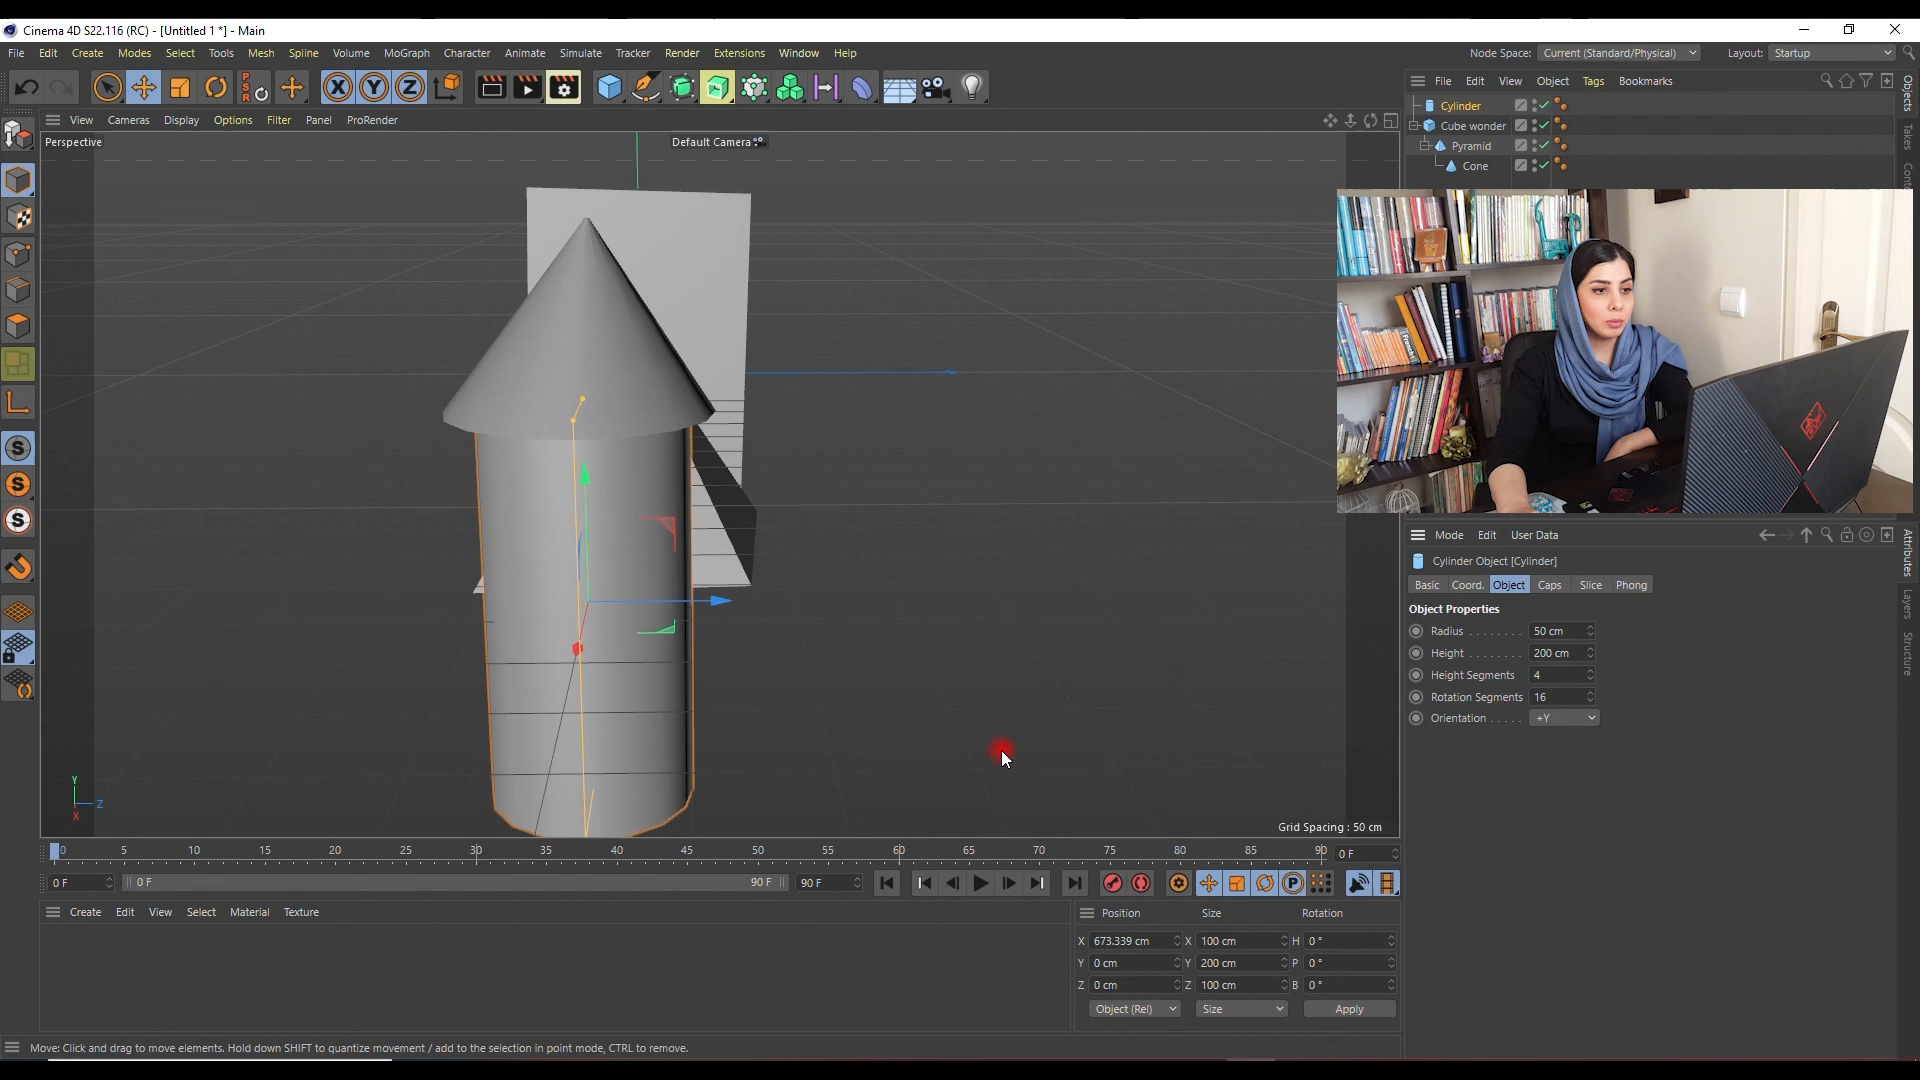 Cinema 4D S22.116 (RC) - [Untitled 1 *] - Main
File Edit Create Modes Select Tools Mesh Spline Volume MoGraph Character Animate Simulate Tracker Render Extensions Window Help
Node Space: Current (Standard/Physical) Layout: Startup
PSR X Y Z
File Edit View Object Tags Bookmarks
View Cameras Display Options Filter Panel ProRender
Perspective
Default Camera
Cylinder
Cube wonder
Pyramid
Cone
Objects
Takes
Attributes
Layers
Structure
Mode Edit User Data
Cylinder Object [Cylinder]
Basic Coord. Object Caps Slice Phong
Object Properties
Radius . . . . . . . . 50 cm
Height . . . . . . . . 200 cm
Height Segments 4
Rotation Segments 16
Orientation . . . . . +Y
S
S
S
Y
Z
X
Grid Spacing : 50 cm
0 5 10 15 20 25 30 35 40 45 50 55 60 65 70 75 80 85 90 0 F
0 F 0 F 90 F 90 F P
Create Edit View Select Material Texture
Position Size Rotation
X 673.339 cm X 100 cm H 0 °
Y 0 cm Y 200 cm P 0 °
Z 0 cm Z 100 cm B 0 °
Object (Rel) Size Apply
Move: Click and drag to move elements. Hold down SHIFT to quantize movement / add to the selection in point mode, CTRL to remove.